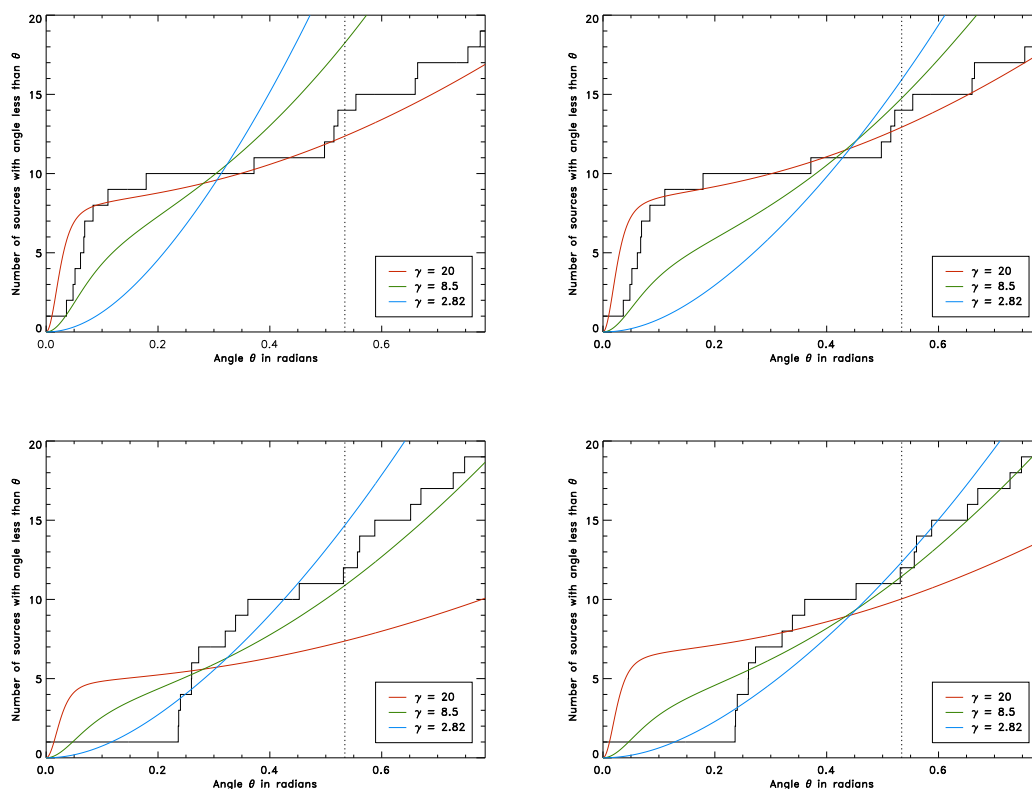 Number of sources with angle less than θ
20
15
10
5
0
0.0 0.2 0.4 0.6
Angle θ in radians
γ = 20
γ = 8.5
γ = 2.82
Number of sources with angle less than θ
20
15
10
5
0
0.0 0.2 0.4 0.6
Angle θ in radians
γ = 20
γ = 8.5
γ = 2.82
Number of sources with angle less than θ
20
15
10
5
0
0.0 0.2 0.4 0.6
Angle θ in radians
γ = 20
γ = 8.5
γ = 2.82
Number of sources with angle less than θ
20
15
10
5
0
0.0 0.2 0.4 0.6
Angle θ in radians
γ = 20
γ = 8.5
γ = 2.82